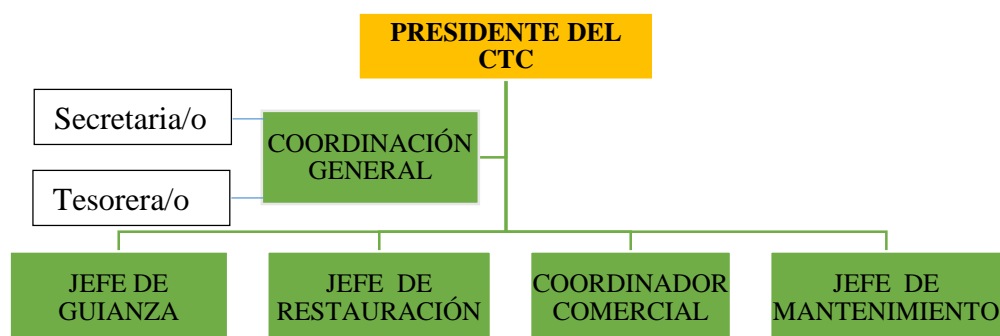 PRESIDENTE DEL
CTC
Secretaria/o
COORDINACIÓN
GENERAL
Tesorera/o
JEFE DE
GUIANZA
JEFE DE
RESTAURACIÓN
COORDINADOR
COMERCIAL
JEFE DE
MANTENIMIENTO